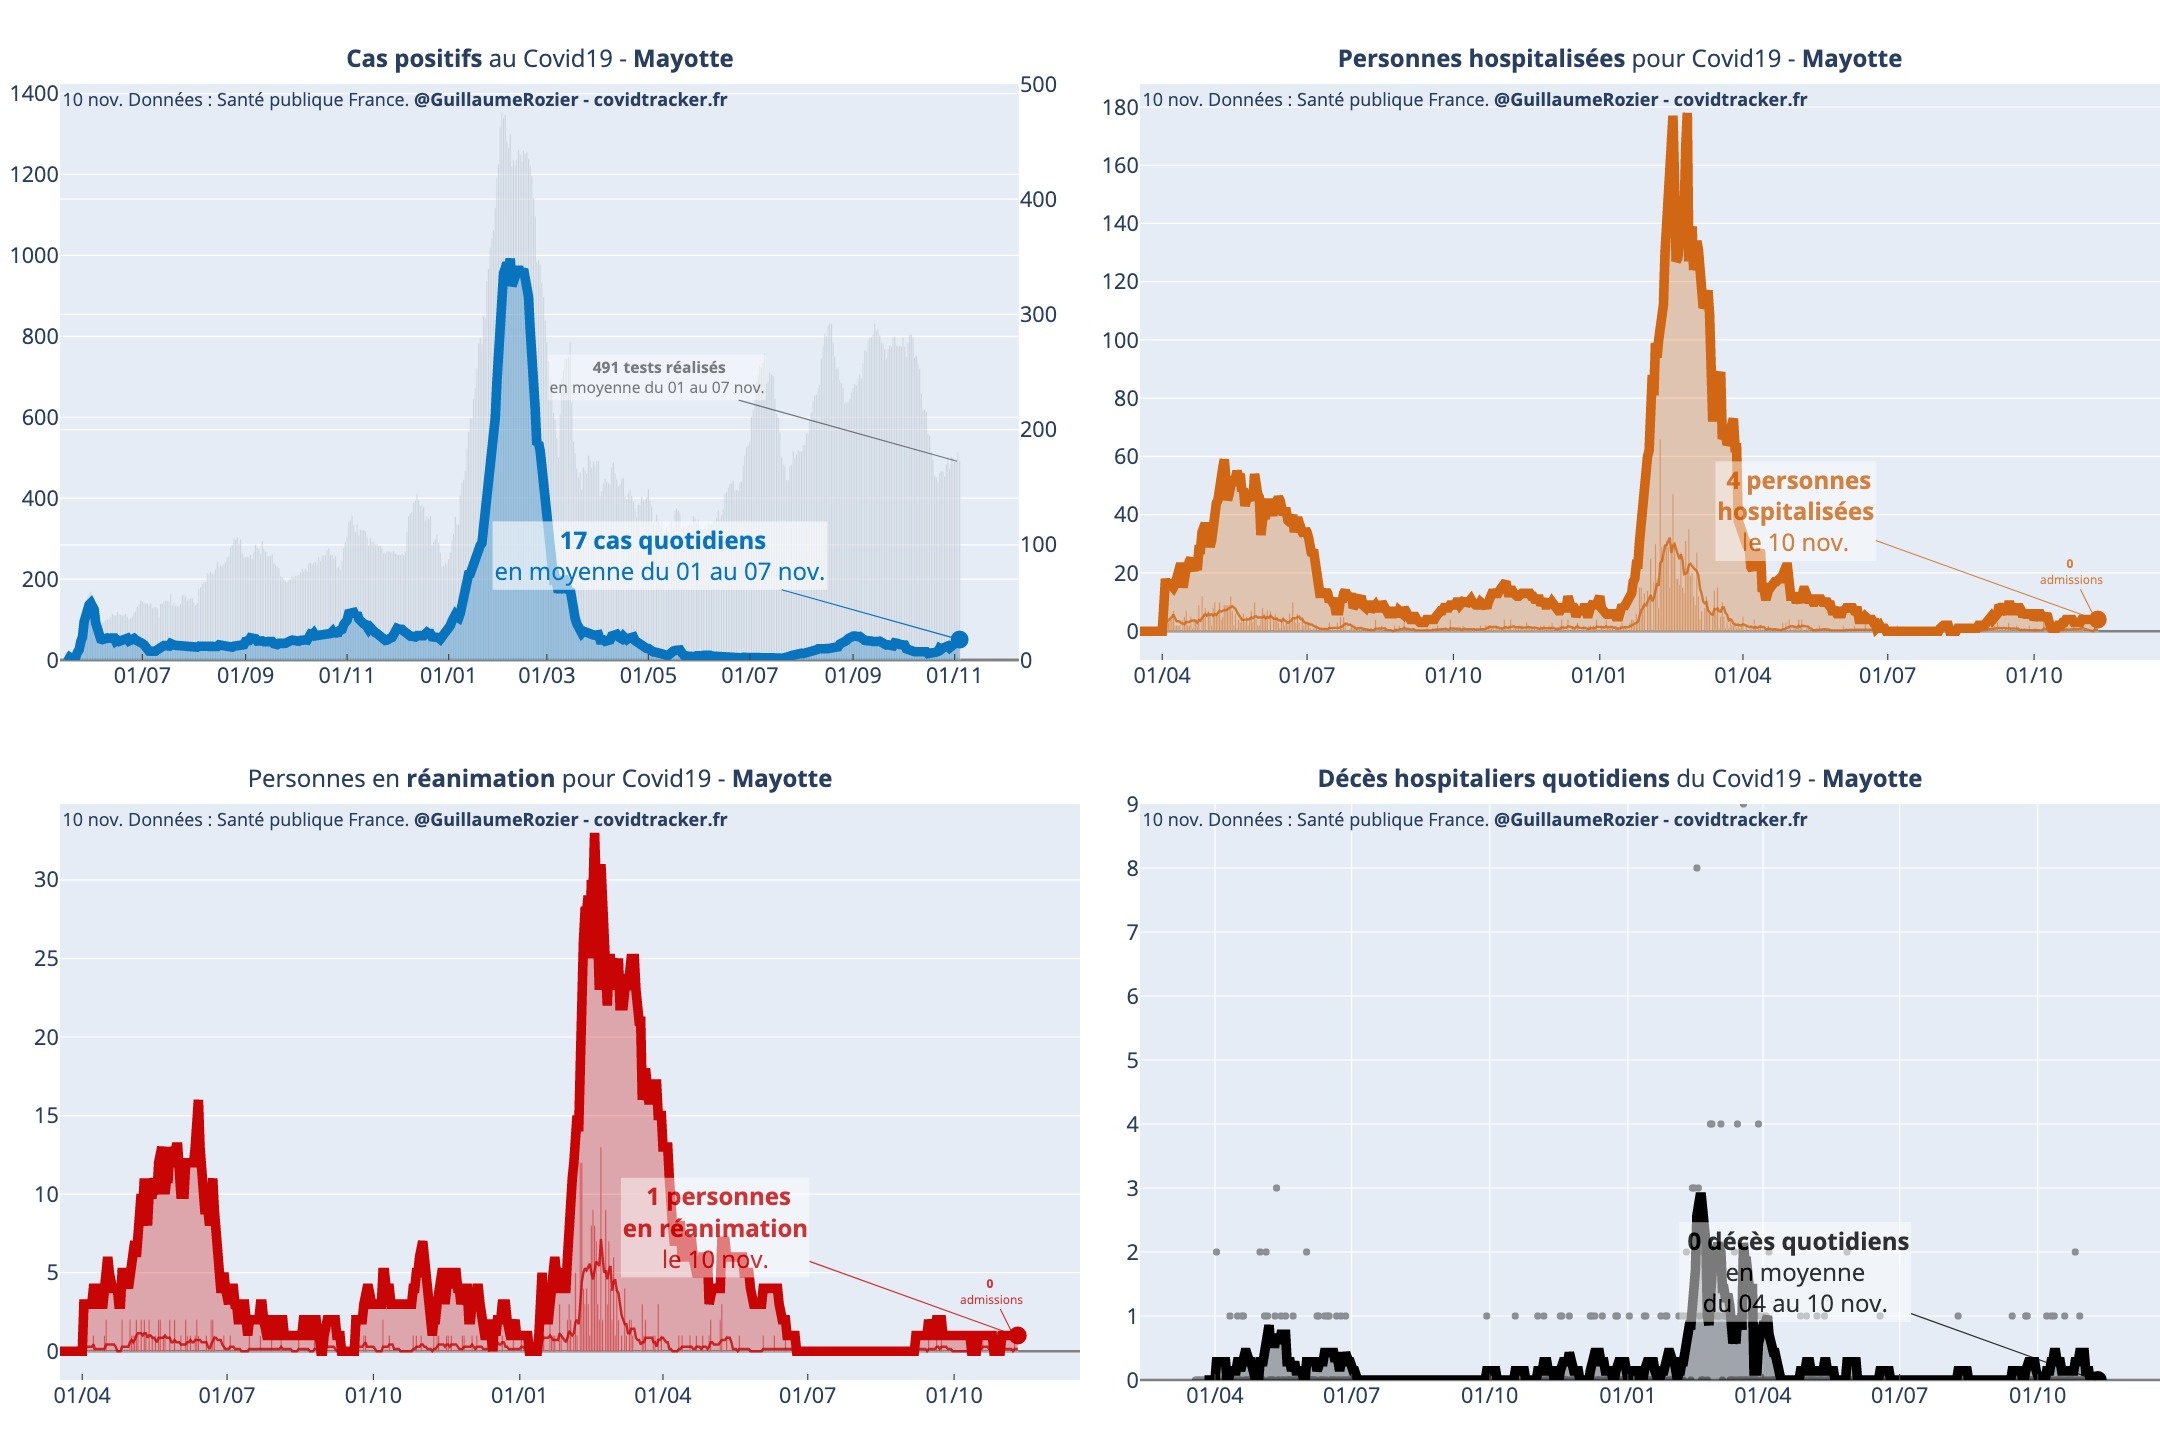 Cas positifs au Covid19 - Mayotte
10 nov. Données : Santé publique France. @GuillaumeRozier - covidtracker.fr
1400
1200
1000
800
600
400
200
0
500
400
300
200
100
0
491 tests réalisés
en moyenne du 01 au 07 nov.
17 cas quotidiens
en moyenne du 01 au 07 nov.
01/07 01/09 01/11 01/01 01/03 01/05 01/07 01/09 01/11
Personnes hospitalisées pour Covid19 - Mayotte
10 nov. Données : Santé publique France. @GuillaumeRozier - covidtracker.fr
180
160
140
120
100
80
60
40
20
0
4 personnes
hospitalisées
le 10 nov.
0
admissions
01/04 01/07 01/10 01/01 01/04 01/07 01/10
Personnes en réanimation pour Covid19 - Mayotte
10 nov. Données : Santé publique France. @GuillaumeRozier - covidtracker.fr
30
25
20
15
10
5
0
1 personnes
en réanimation
le 10 nov.
0
admissions
01/04 01/07 01/10 01/01 01/04 01/07 01/10
Décès hospitaliers quotidiens du Covid19 - Mayotte
10 nov. Données : Santé publique France. @GuillaumeRozier - covidtracker.fr
9
8
7
6
5
4
3
2
1
0
0 décès quotidiens
en moyenne
du 04 au 10 nov.
01/04 01/07 01/10 01/01 01/04 01/07 01/10